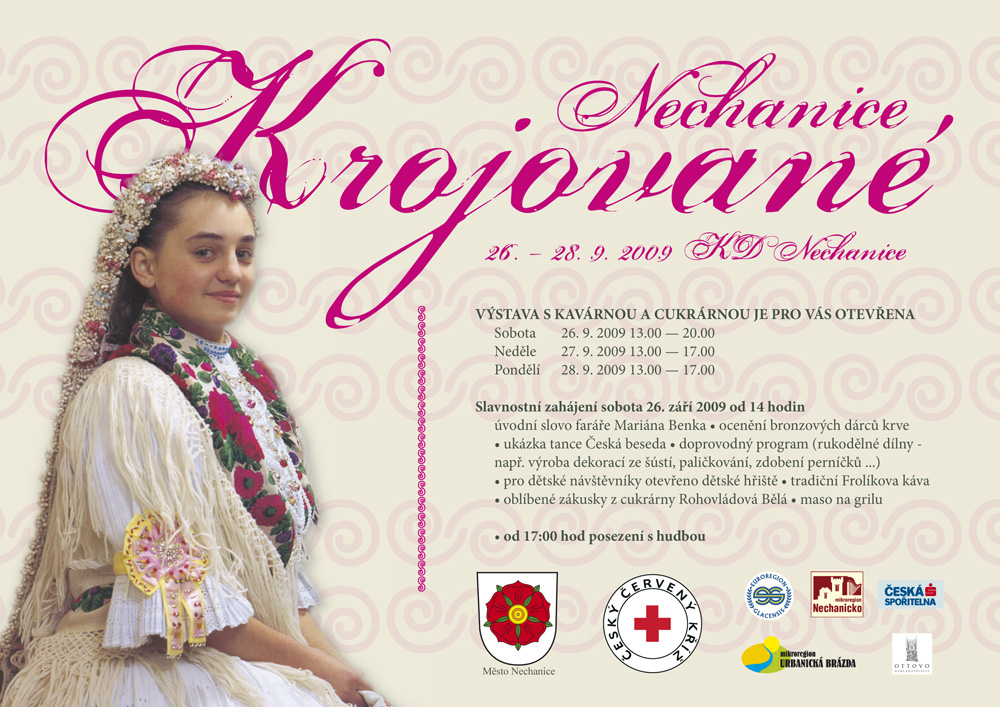 Nechanice
Krojované
26. – 28. 9. 2009 KD Nechanice
VÝSTAVA S KAVÁRNOU A CUKRÁRNOU JE PRO VÁS OTEVŘENA
Sobota 26. 9. 2009 13.00 — 20.00
Neděle 27. 9. 2009 13.00 — 17.00
Pondělí 28. 9. 2009 13.00 — 17.00
Slavnostní zahájení sobota 26. září 2009 od 14 hodin
úvodní slovo faráře Mariána Benka • ocenění bronzových dárců krve
• ukázka tance Česká beseda • doprovodný program (rukodělné dílny -
např. výroba dekorací ze šústí, paličkování, zdobení perníčků ...)
• pro dětské návštěvníky otevřeno dětské hřiště • tradiční Frolíkova káva
• oblíbené zákusky z cukrárny Rohovládová Bělá • maso na grilu
• od 17:00 hod posezení s hudbou
Město Nechanice
ČESKÝ ČERVENÝ KŘÍŽ
EUROREGION
GLACENSIS
mikroregion
Nechanicko
ČESKÁ
SPOŘITELNA
mikroregion
URBANICKÁ BRÁZDA
OTTOVO
NAKLADATELSTVÍ